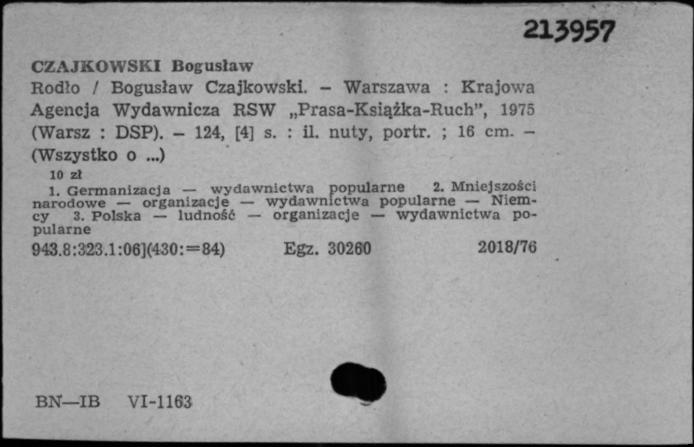 213957
CZAJKOWSKI Bogusław
Rodło / Bogusław Czajkowski. – Warszawa : Krajowa
Agencja Wydawnicza RSW „Prasa-Książka-Ruch”, 1975
(Warsz : DSP). – 124, [4] s. : il. nuty, portr. ; 16 cm. –
(Wszystko o ...)
10 zł
1. Germanizacja — wydawnictwa popularne 2. Mniejszości
narodowe — organizacje — wydawnictwa popularne — Niem-
cy 3. Polska — ludność — organizacje — wydawnictwa po-
pularne
943.8:323.1:06](430:=84) Egz. 30260 2018/76
BN—IB VI-1163